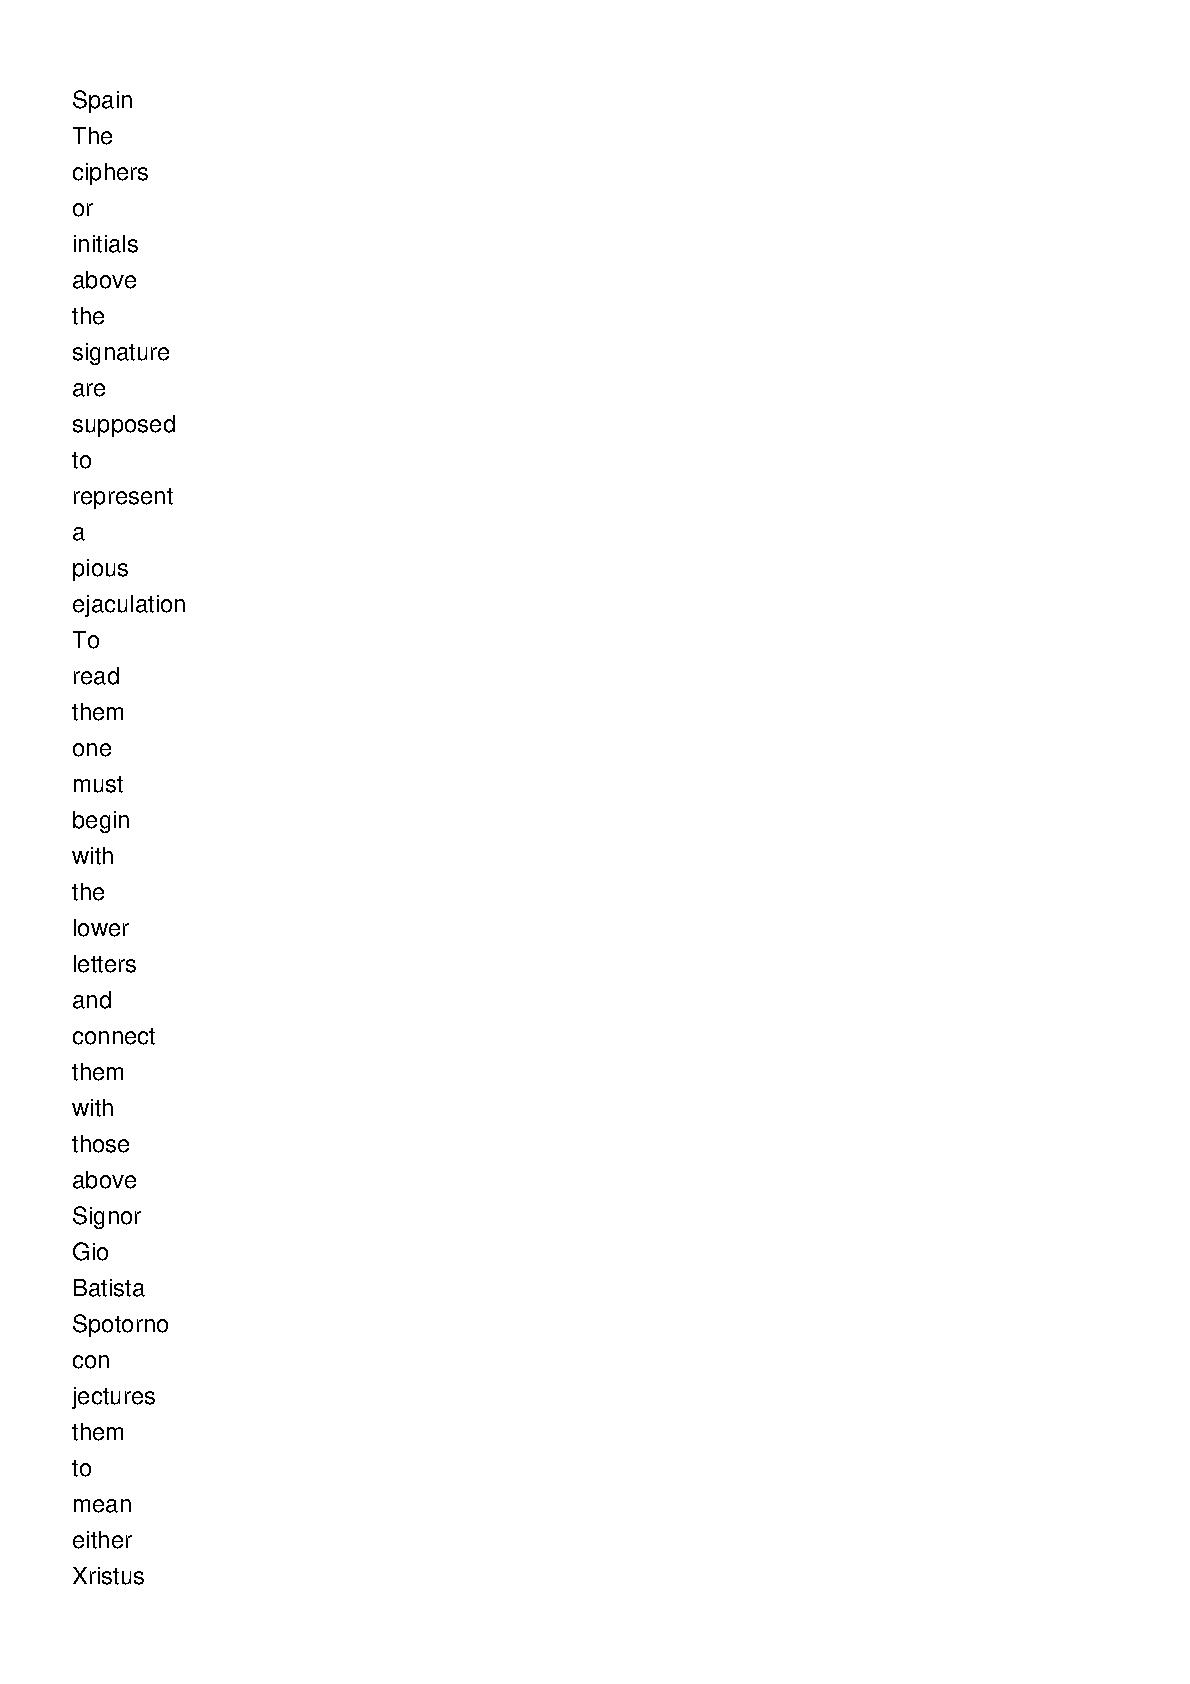 Spain
The
ciphers
or
initials
above
the
signature
are
supposed
to
represent
a
pious
ejaculation
To
read
them
one
must
begin
with
the
lower
letters
and
connect
them
with
those
above
Signor
Gio
Batista
Spotorno
con
jectures
them
to
mean
either
Xristus